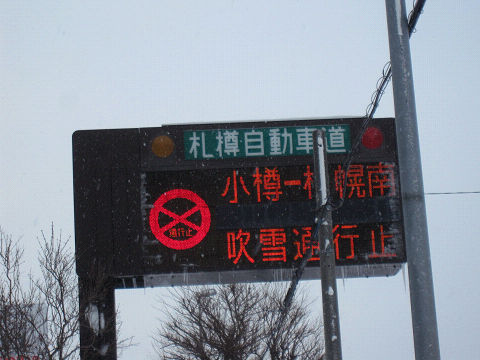 札樽自動車道
小樽ー札幌南
吹雪通行止
通行止